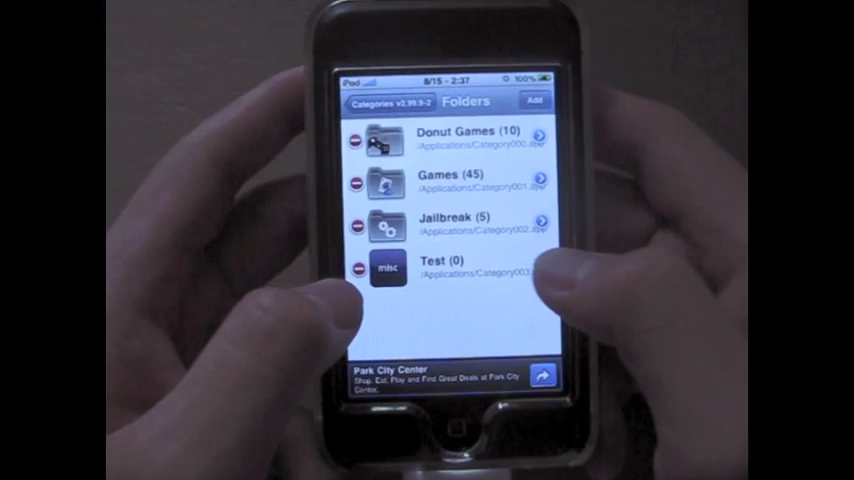 iPod 8/15 - 2:37 100%
Categories v2.99.9-2 Folders Add
Donut Games (10)
/Applications/Category000.app
Games (45)
/Applications/Category001.app
Jailbreak (5)
/Applications/Category002.app
misc Test (0)
/Applications/Category003.
Park City Center
Shop, Eat, Play and Find Great Deals at Park City
Center.